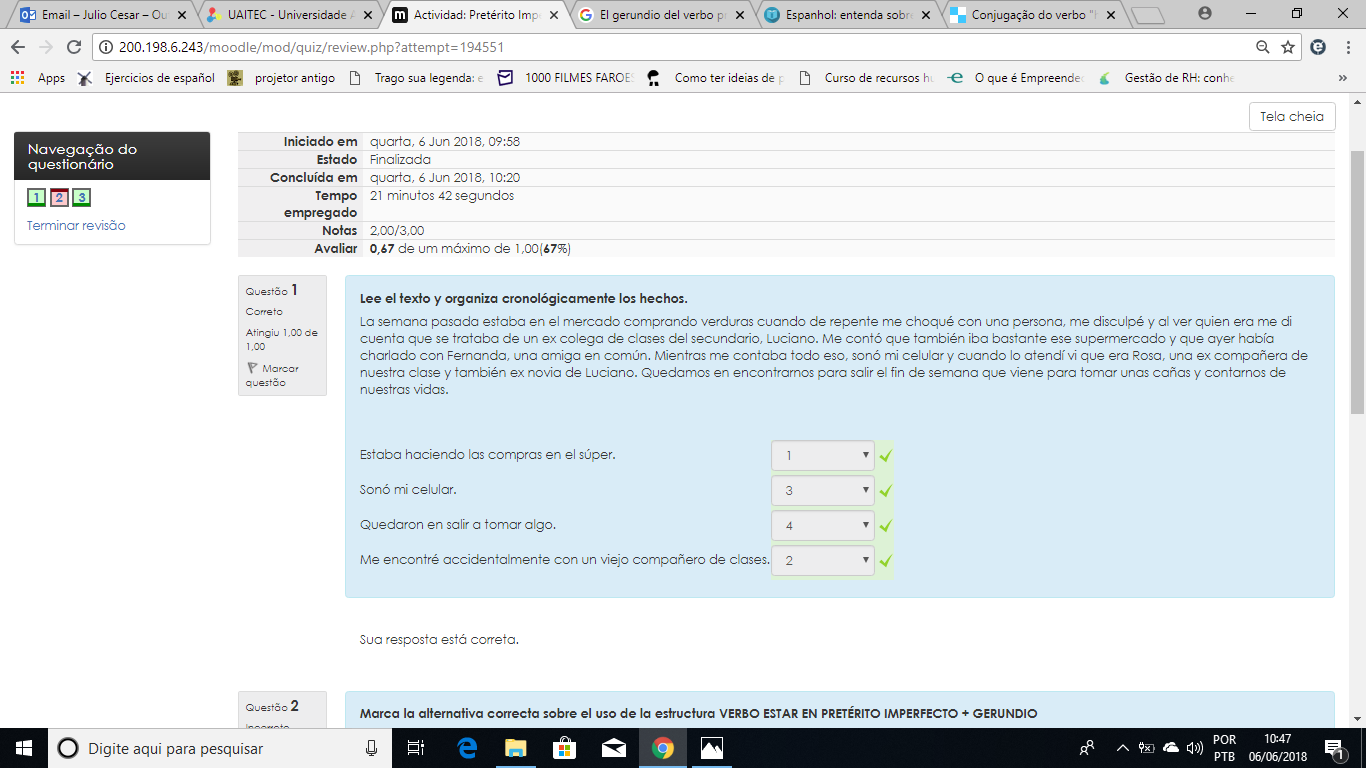 Email – Julio Cesar – Ou
UAITEC - Universidade A
Actividad: Pretérito Impe
El gerundio del verbo p
Espanhol: entenda sobre
Conjugação do verbo "h
200.198.6.243/moodle/mod/quiz/review.php?attempt=194551
Apps
Ejercicios de español
projetor antigo
Trago sua legenda: e
1000 FILMES FAROES
Como ter ideias de p
Curso de recursos hu
O que é Empreende
Gestão de RH: conhe
»
Tela cheia
Navegação do
questionário
1 2 3
Terminar revisão
Iniciado em quarta, 6 Jun 2018, 09:58
Estado Finalizada
Concluída em quarta, 6 Jun 2018, 10:20
Tempo 21 minutos 42 segundos
empregado
Notas 2,00/3,00
Avaliar 0,67 de um máximo de 1,00(67%)
Questão 1
Correto
Atingiu 1,00 de
1,00
Marcar
questão
Lee el texto y organiza cronológicamente los hechos.
La semana pasada estaba en el mercado comprando verduras cuando de repente me choqué con una persona, me disculpé y al ver quien era me di
cuenta que se trataba de un ex colega de clases del secundario, Luciano. Me contó que también iba bastante ese supermercado y que ayer había
charlado con Fernanda, una amiga en común. Mientras me contaba todo eso, sonó mi celular y cuando lo atendí vi que era Rosa, una ex compañera de
nuestra clase y también ex novia de Luciano. Quedamos en encontrarnos para salir el fin de semana que viene para tomar unas cañas y contarnos de
nuestras vidas.
Estaba haciendo las compras en el súper. 1
Sonó mi celular. 3
Quedaron en salir a tomar algo. 4
Me encontré accidentalmente con un viejo compañero de clases. 2
Sua resposta está correta.
Questão 2
Incorreto
Marca la alternativa correcta sobre el uso de la estructura VERBO ESTAR EN PRETÉRITO IMPERFECTO + GERUNDIO
Digite aqui para pesquisar
POR
PTB
10:47
06/06/2018
1